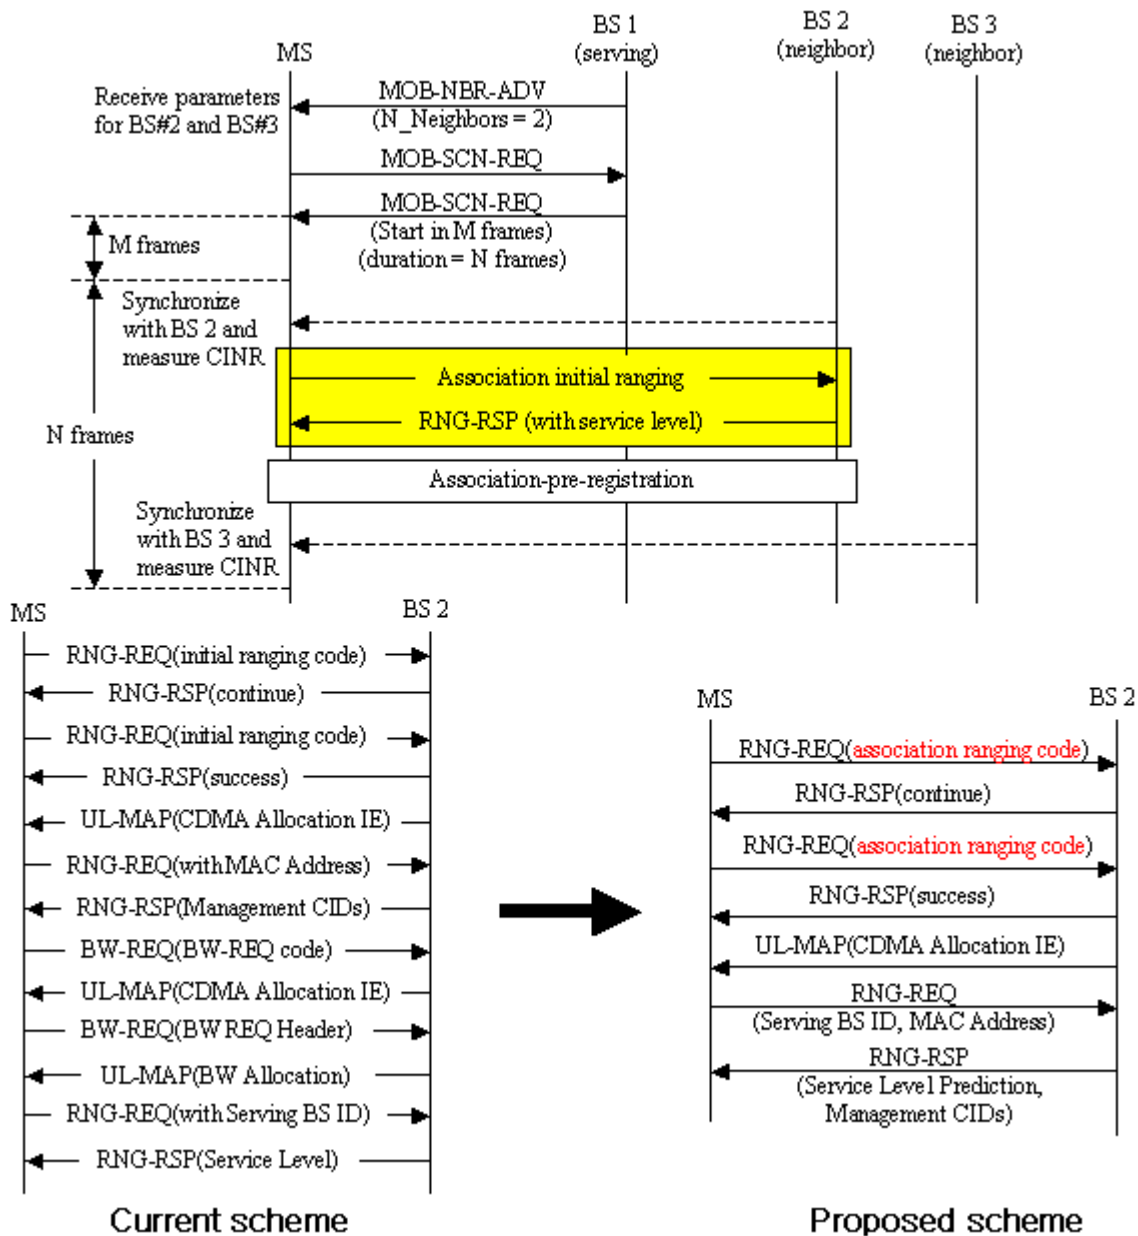 MS
BS 1
(serving)
BS 2
(neighbor)
BS 3
(neighbor)
Receive parameters
for BS#2 and BS#3
MOB-NBR-ADV
(N_Neighbors = 2)
MOB-SCN-REQ
MOB-SCN-REQ
(Start in M frames)
(duration = N frames)
M frames
Synchronize
with BS 2 and
measure CINR
Association initial ranging
RNG-RSP (with service level)
N frames
Association-pre-registration
Synchronize
with BS 3 and
measure CINR
MS
BS 2
RNG-REQ(initial ranging code)
RNG-RSP(continue)
RNG-REQ(initial ranging code)
RNG-RSP(success)
UL-MAP(CDMA Allocation IE)
RNG-REQ(with MAC Address)
RNG-RSP(Management CIDs)
BW-REQ(BW-REQ code)
UL-MAP(CDMA Allocation IE)
BW-REQ(BW REQ Header)
UL-MAP(BW Allocation)
RNG-REQ(with Serving BS ID)
RNG-RSP(Service Level)
Current scheme
MS
BS 2
RNG-REQ(association ranging code)
RNG-RSP(continue)
RNG-REQ(association ranging code)
RNG-RSP(success)
UL-MAP(CDMA Allocation IE)
RNG-REQ
(Serving BS ID, MAC Address)
RNG-RSP
(Service Level Prediction,
Management CIDs)
Proposed scheme